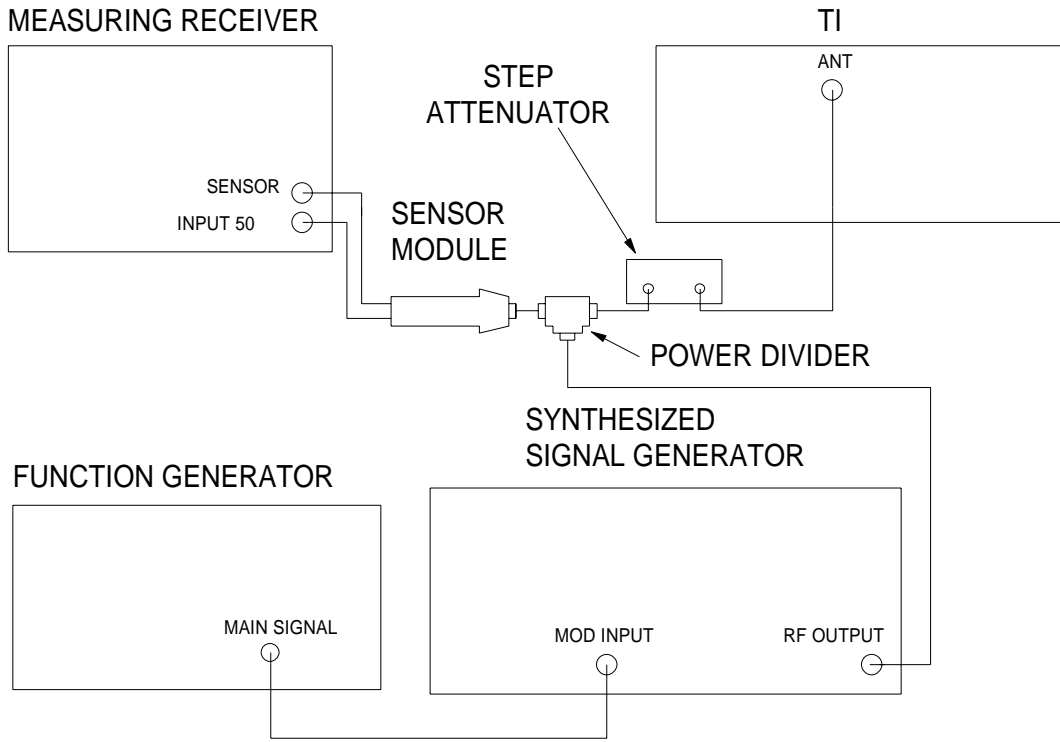 MEASURING RECEIVER
TI
ANT
STEP
ATTENUATOR
SENSOR
INPUT 50
SENSOR
MODULE
POWER DIVIDER
SYNTHESIZED
SIGNAL GENERATOR
FUNCTION GENERATOR
MAIN SIGNAL
MOD INPUT
RF OUTPUT